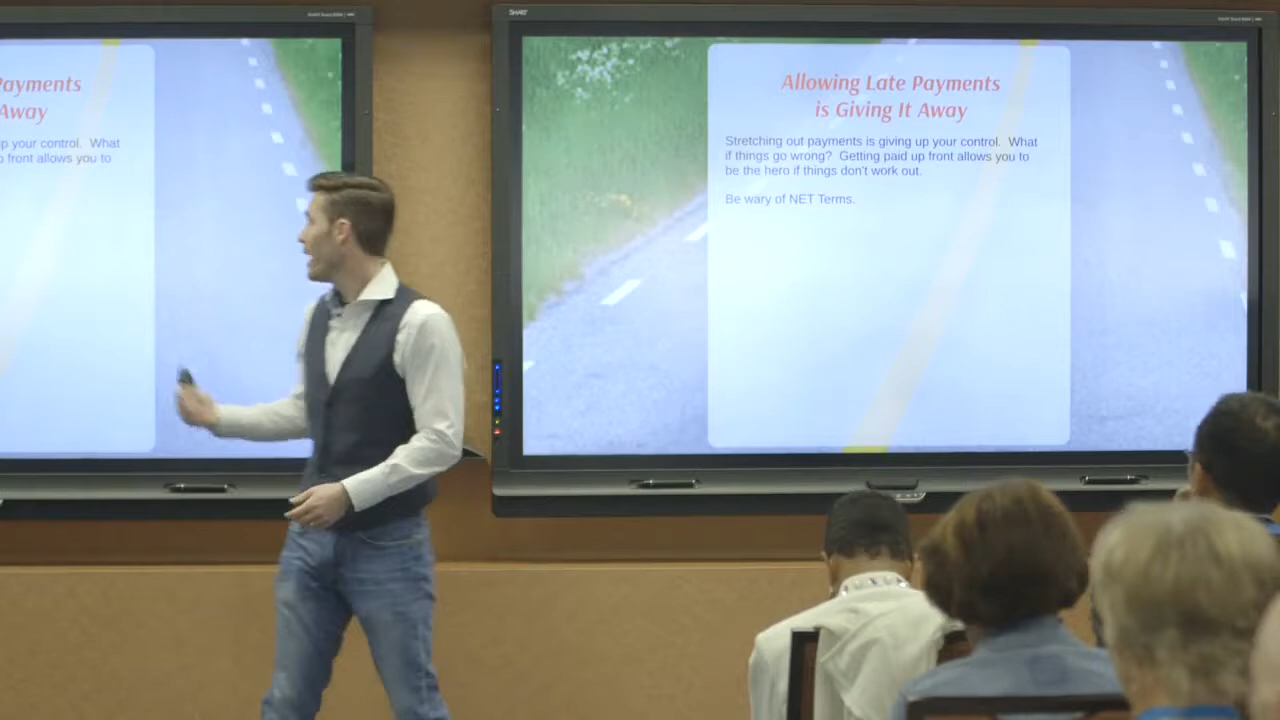 Payments
Away
p your control.  What
front allows you to
SMART
Allowing Late Payments
is Giving It Away
Stretching out payments is giving up your control.  What
if things go wrong?  Getting paid up front allows you to
be the hero if things don't work out.
Be wary of NET Terms.